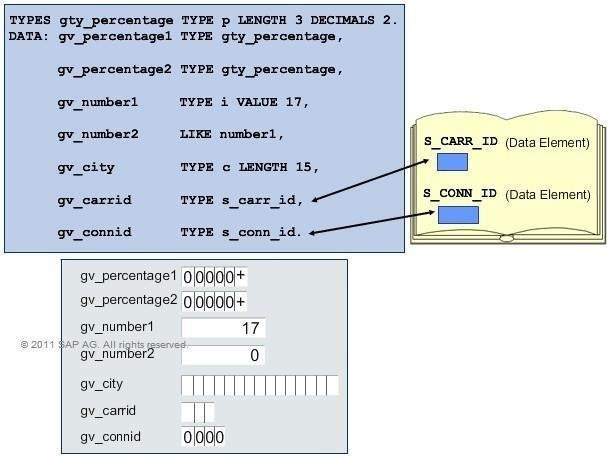 TYPES gty_percentage TYPE p LENGTH 3 DECIMALS 2.
DATA: gv_percentage1 TYPE gty_percentage,
gv_percentage2 TYPE gty_percentage,
gv_number1 TYPE i VALUE 17,
gv_number2 LIKE number1,
gv_city TYPE c LENGTH 15,
gv_carrid TYPE s_carr_id,
gv_connid TYPE s_conn_id.
S_CARR_ID (Data Element)
S_CONN_ID (Data Element)
gv_percentage1 00000+
gv_percentage2 00000+
gv_number1 17
© 2011 SAP AG. All rights reserved.
gv_number2 0
gv_city
gv_carrid
gv_connid 0000